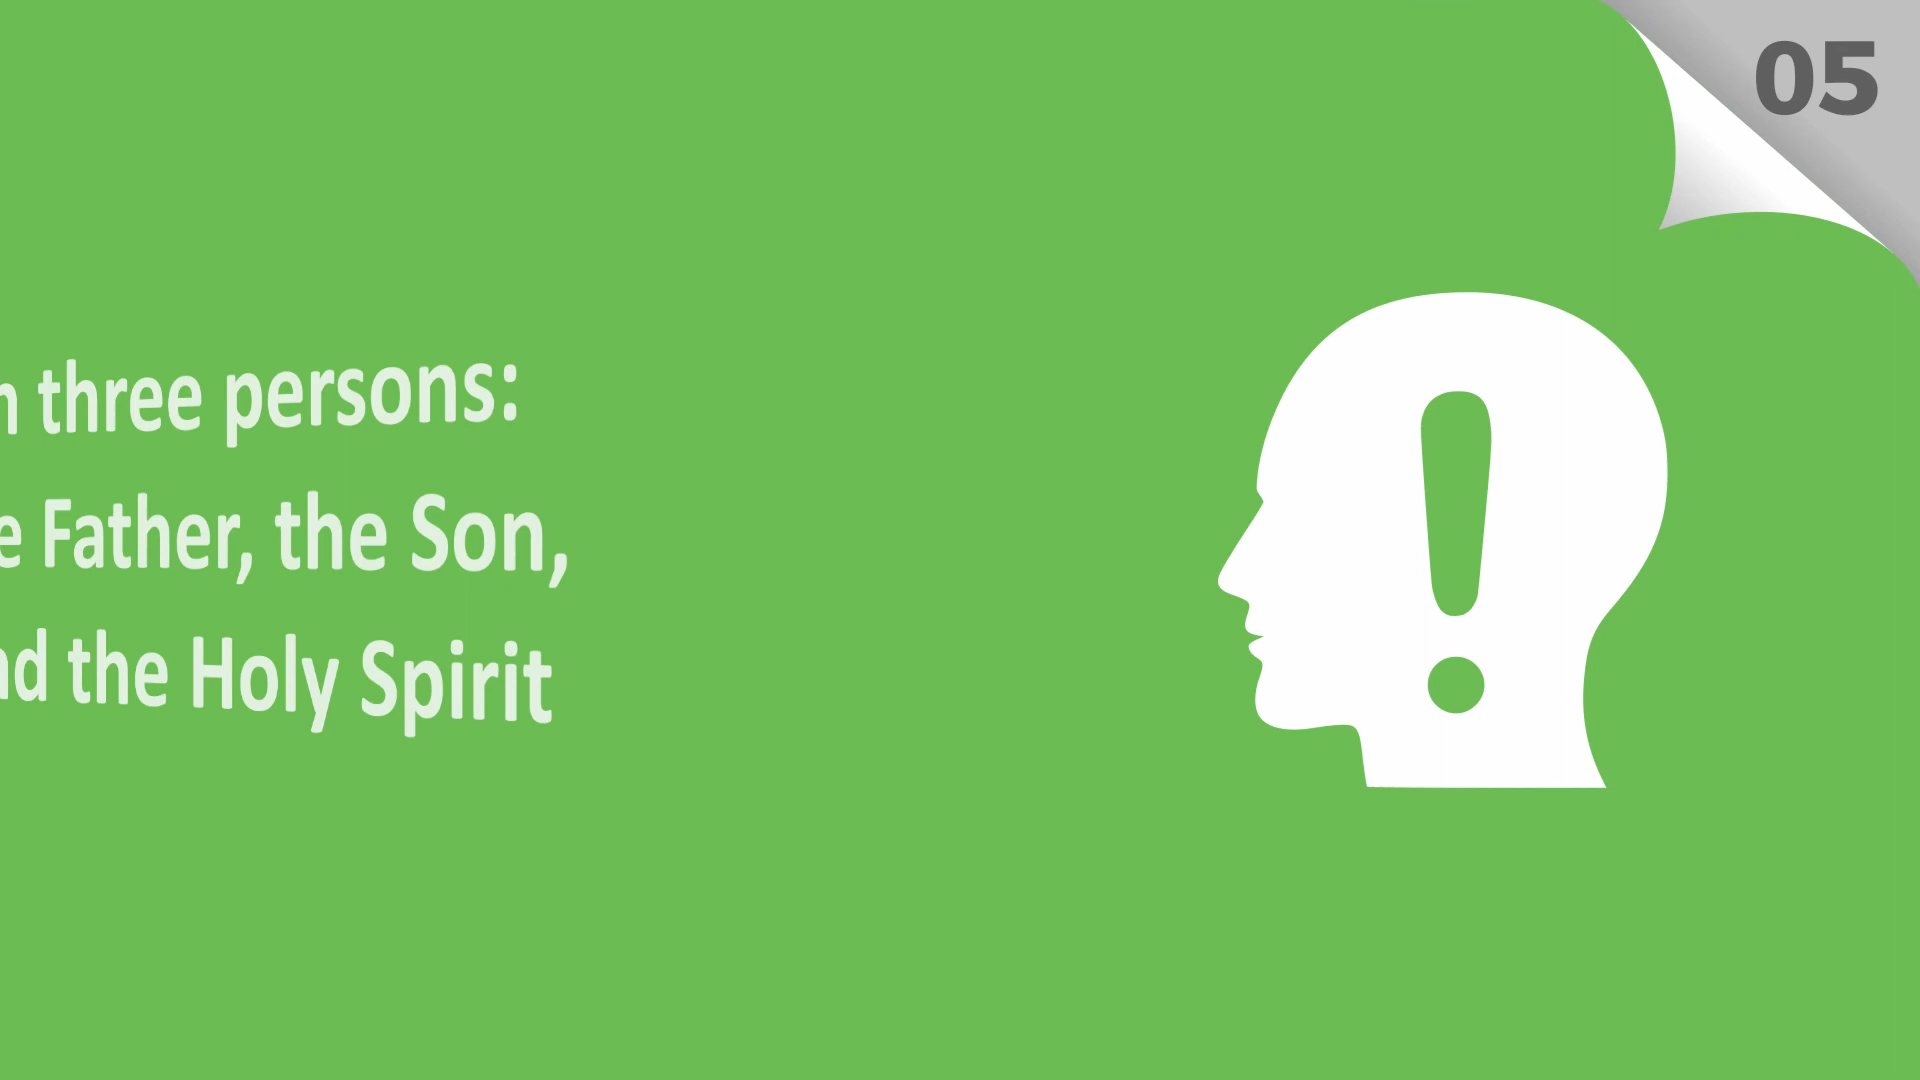 05
three persons:
Father, the Son,
the Holy Spirit